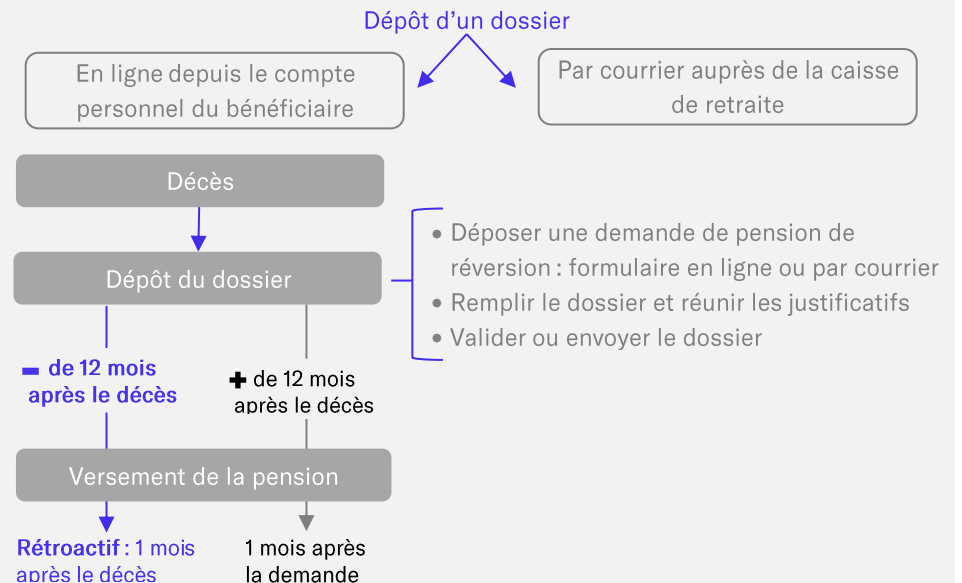 Dépôt d’un dossier
En ligne depuis le compte
personnel du bénéficiaire
Par courrier auprès de la caisse
de retraite
Décès
Dépôt du dossier
• Déposer une demande de pension de
réversion : formulaire en ligne ou par courrier
• Remplir le dossier et réunir les justificatifs
• Valider ou envoyer le dossier
- de 12 mois
après le décès
+ de 12 mois
après le décès
Versement de la pension
Rétroactif : 1 mois
après le décès
1 mois après
la demande